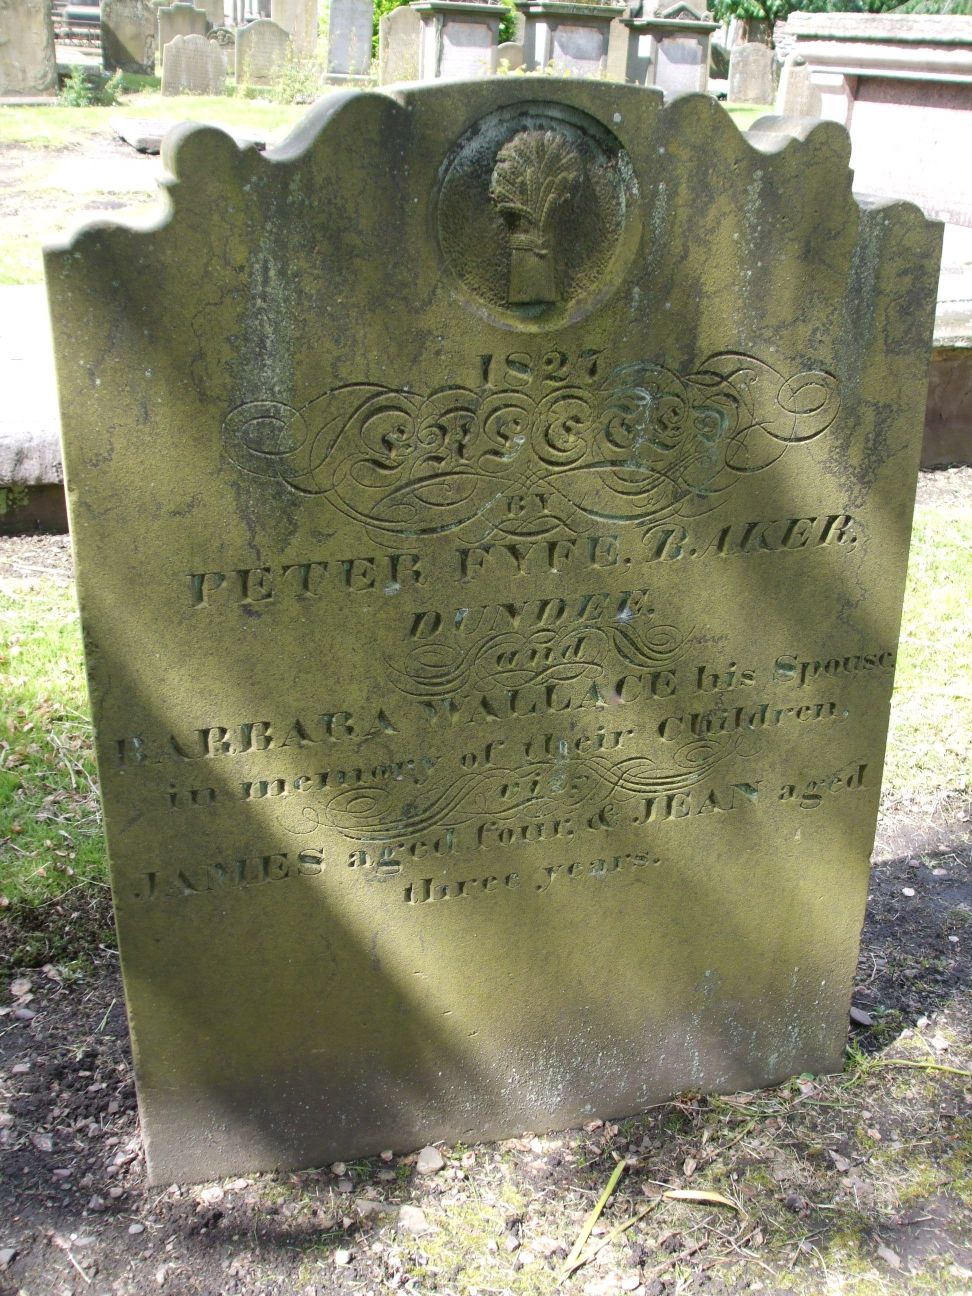 1827
ERECTED
BY
PETER FYFE. BAKER.
DUNDEE.
and
BARBARA WALLACE his Spouse
in memory of their Children,
viz.
JAMES aged four, & JEAN aged
three years.